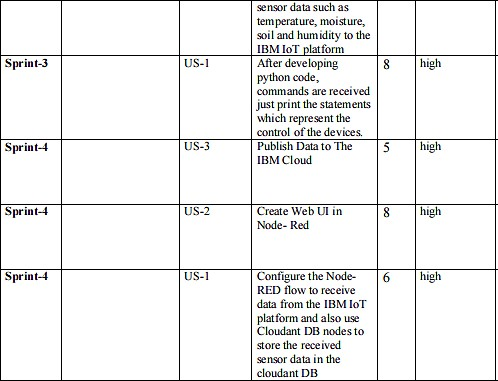 sensor data such as
temperature, moisture,
soil and humidity to the
IBM IoT platform
Sprint-3 US-1 After developing 8 high
python code,
commands are received
just print the statements
which represent the
control of the devices.
Sprint-4 US-3 Publish Data to The 5 high
IBM Cloud
Sprint-4 US-2 Create Web UI in 8 high
Node- Red
Sprint-4 US-1 Configure the Node- 6 high
RED flow to receive
data from the IBM IoT
platform and also use
Cloudant DB nodes to
store the received
sensor data in the
cloudant DB